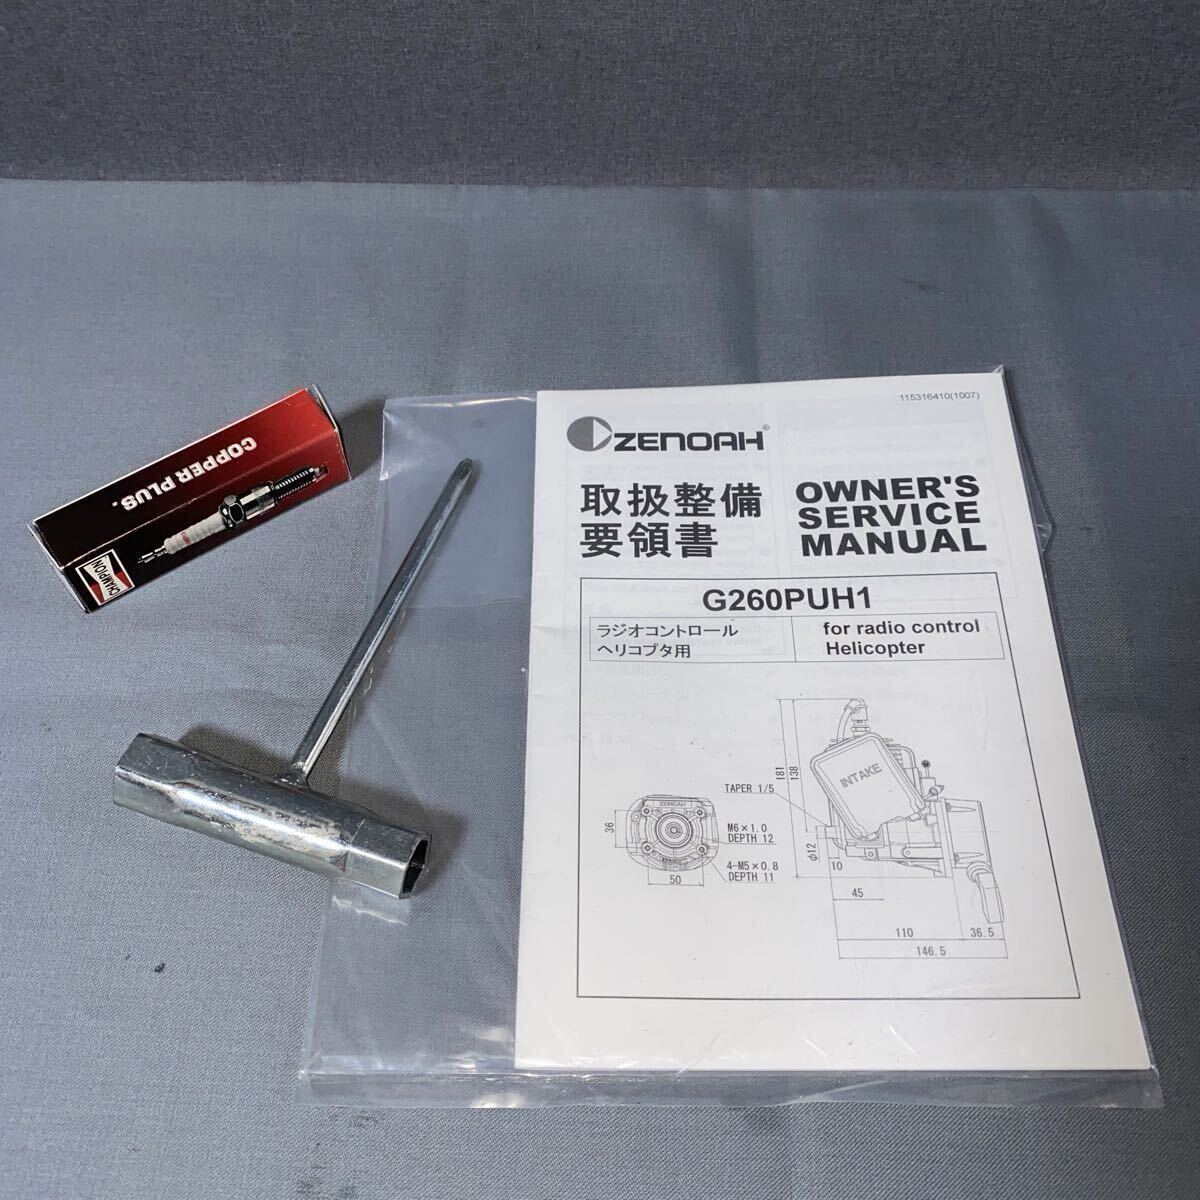 COPPER PLUS.
CHAMPION
115316410(1007)
ZENOAH®
取扱整備
要領書
OWNER'S
SERVICE
MANUAL
G260PUH1
ラジオコントロール
ヘリコプタ用
for radio control
Helicopter
181
138
INTAKE
TAPER 1/5
ZENOAH
36
M6×1.0
DEPTH 12
φ12
4-M5×0.8
DEPTH 11
10
50
45
110
36.5
146.5